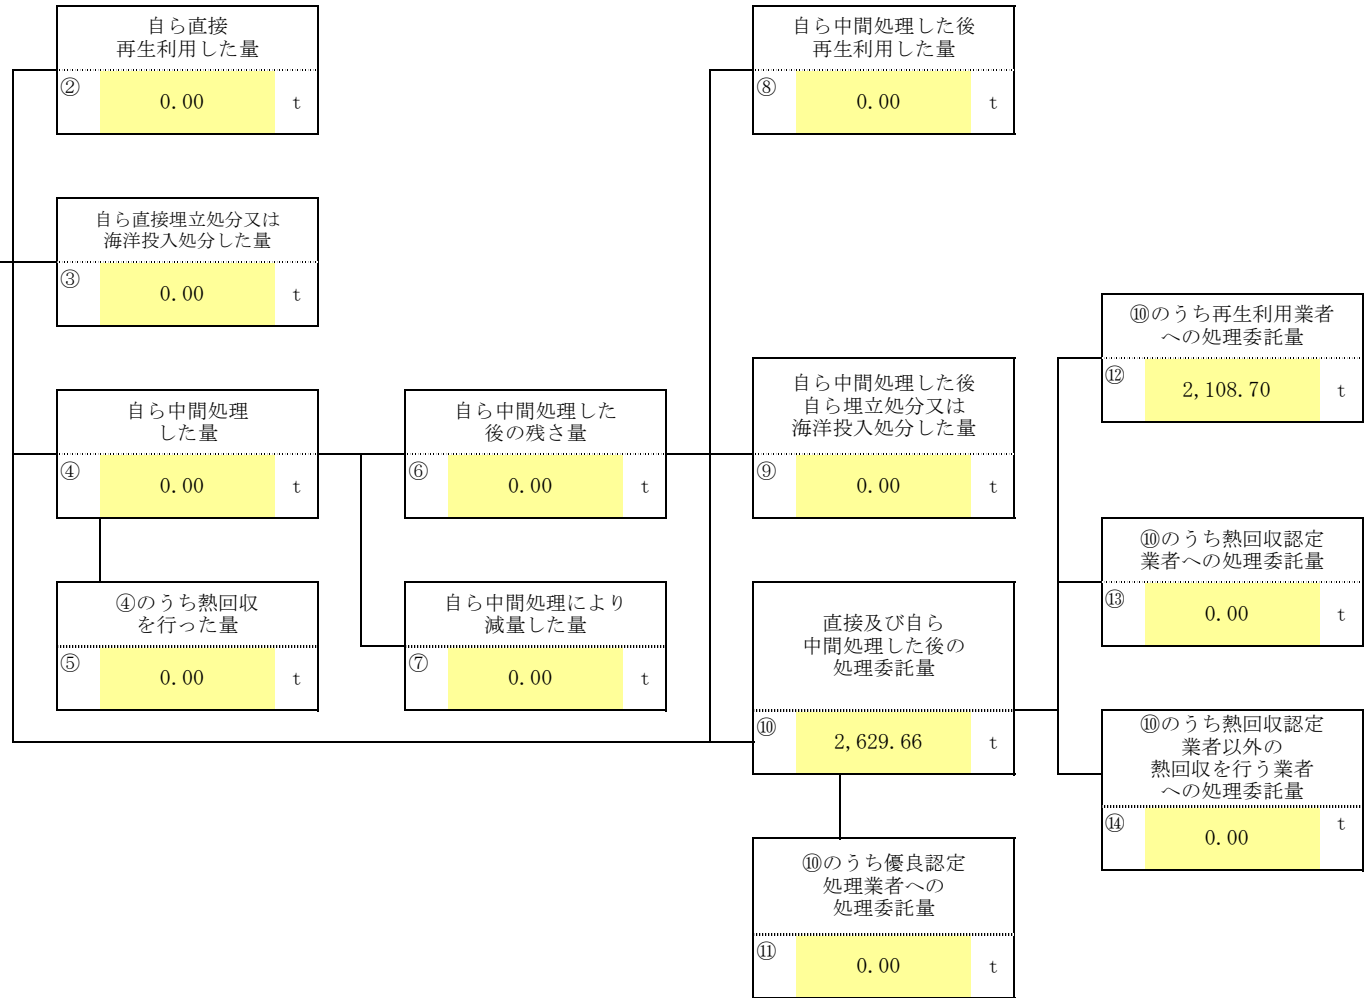 自ら直接
再生利用した量
②
0.00
t
自ら直接埋立処分又は
海洋投入処分した量
③
0.00
t
自ら中間処理
した量
④
0.00
t
④のうち熱回収
を行った量
⑤
0.00
t
自ら中間処理した
後の残さ量
⑥
0.00
t
自ら中間処理により
減量した量
⑦
0.00
t
自ら中間処理した後
再生利用した量
⑧
0.00
t
自ら中間処理した後
自ら埋立処分又は
海洋投入処分した量
⑨
0.00
t
直接及び自ら
中間処理した後の
処理委託量
⑩
2,629.66
t
⑩のうち優良認定
処理業者への
処理委託量
⑪
0.00
t
⑩のうち再生利用業者
への処理委託量
⑫
2,108.70
t
⑩のうち熱回収認定
業者への処理委託量
⑬
0.00
t
⑩のうち熱回収認定
業者以外の
熱回収を行う業者
への処理委託量
⑭
0.00
t